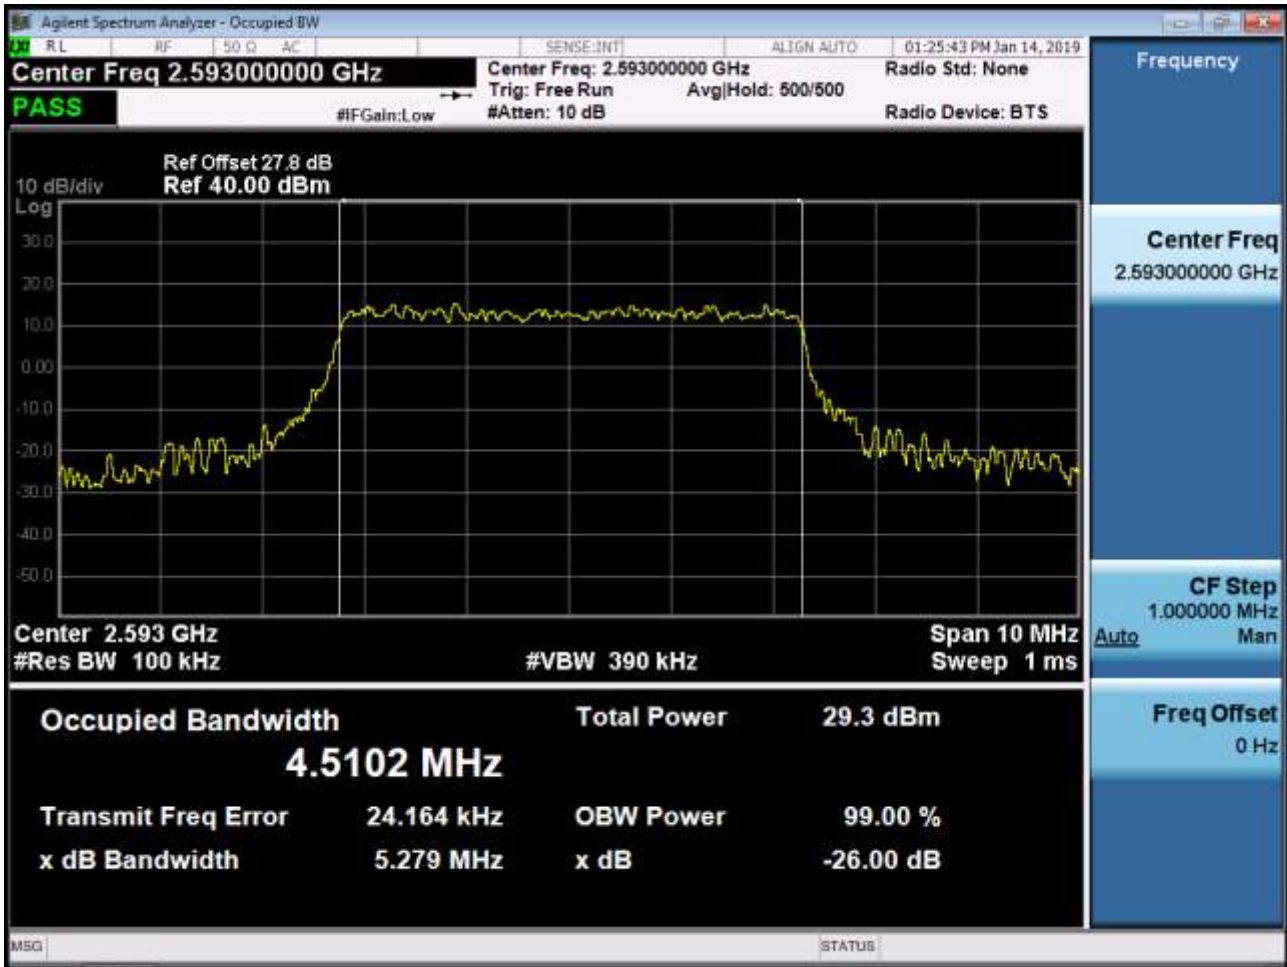 Agilent Spectrum Analyzer - Occupied BW
LXI RL RF 50 Ω AC SENSE:INT ALIGN AUTO 01:25:43 PM Jan 14, 2019
Center Freq 2.593000000 GHz
Center Freq: 2.593000000 GHz
Radio Std: None
Trig: Free Run
Avg|Hold: 500/500
PASS
#IFGain:Low
#Atten: 10 dB
Radio Device: BTS
Ref Offset 27.8 dB
10 dB/div
Ref 40.00 dBm
Log
30.0
20.0
10.0
0.00
-10.0
-20.0
-30.0
-40.0
-50.0
Center 2.593 GHz
Span 10 MHz
#Res BW 100 kHz
#VBW 390 kHz
Sweep 1 ms
Occupied Bandwidth
4.5102 MHz
Total Power 29.3 dBm
Transmit Freq Error 24.164 kHz
OBW Power 99.00 %
x dB Bandwidth 5.279 MHz
x dB -26.00 dB
MSG
STATUS
Frequency
Center Freq
2.593000000 GHz
CF Step
1.000000 MHz
Auto Man
Freq Offset
0 Hz